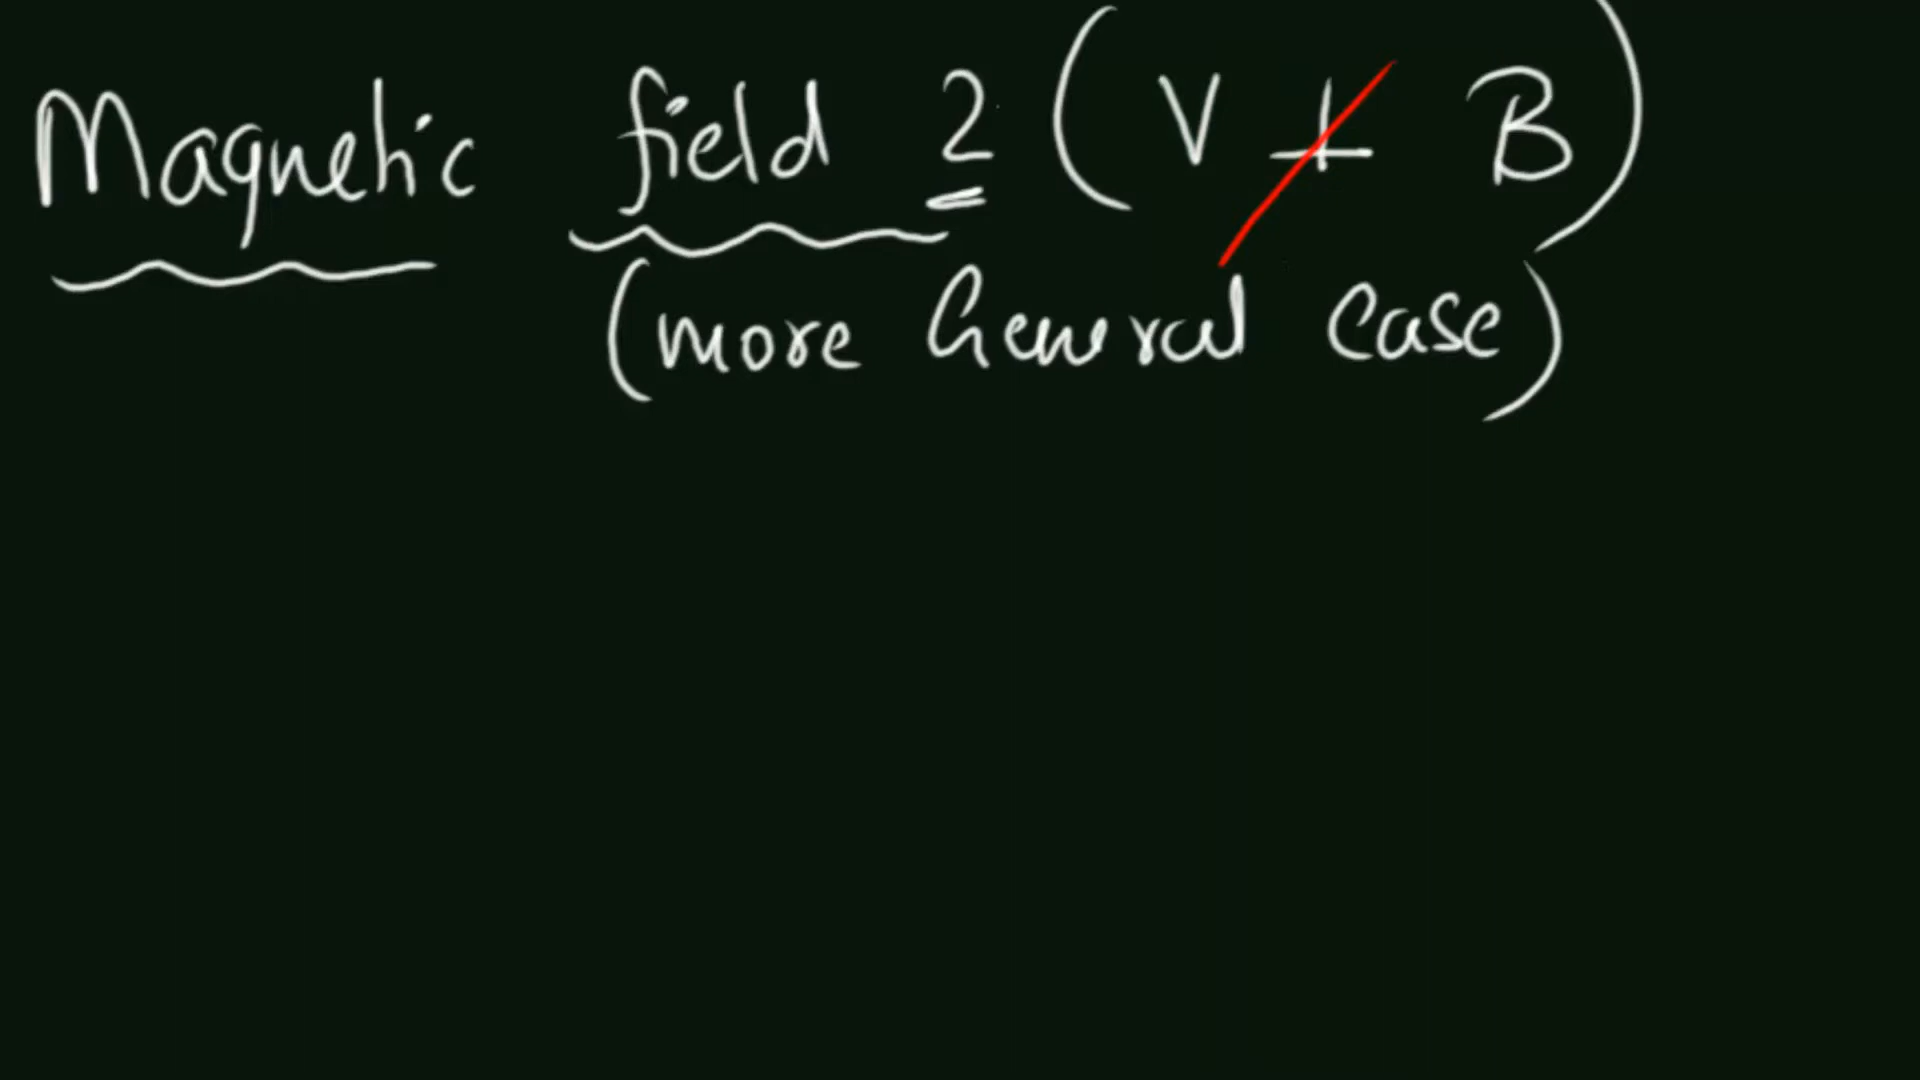 Magnetic field 2 (V ⊥̸ B)
(more General case)